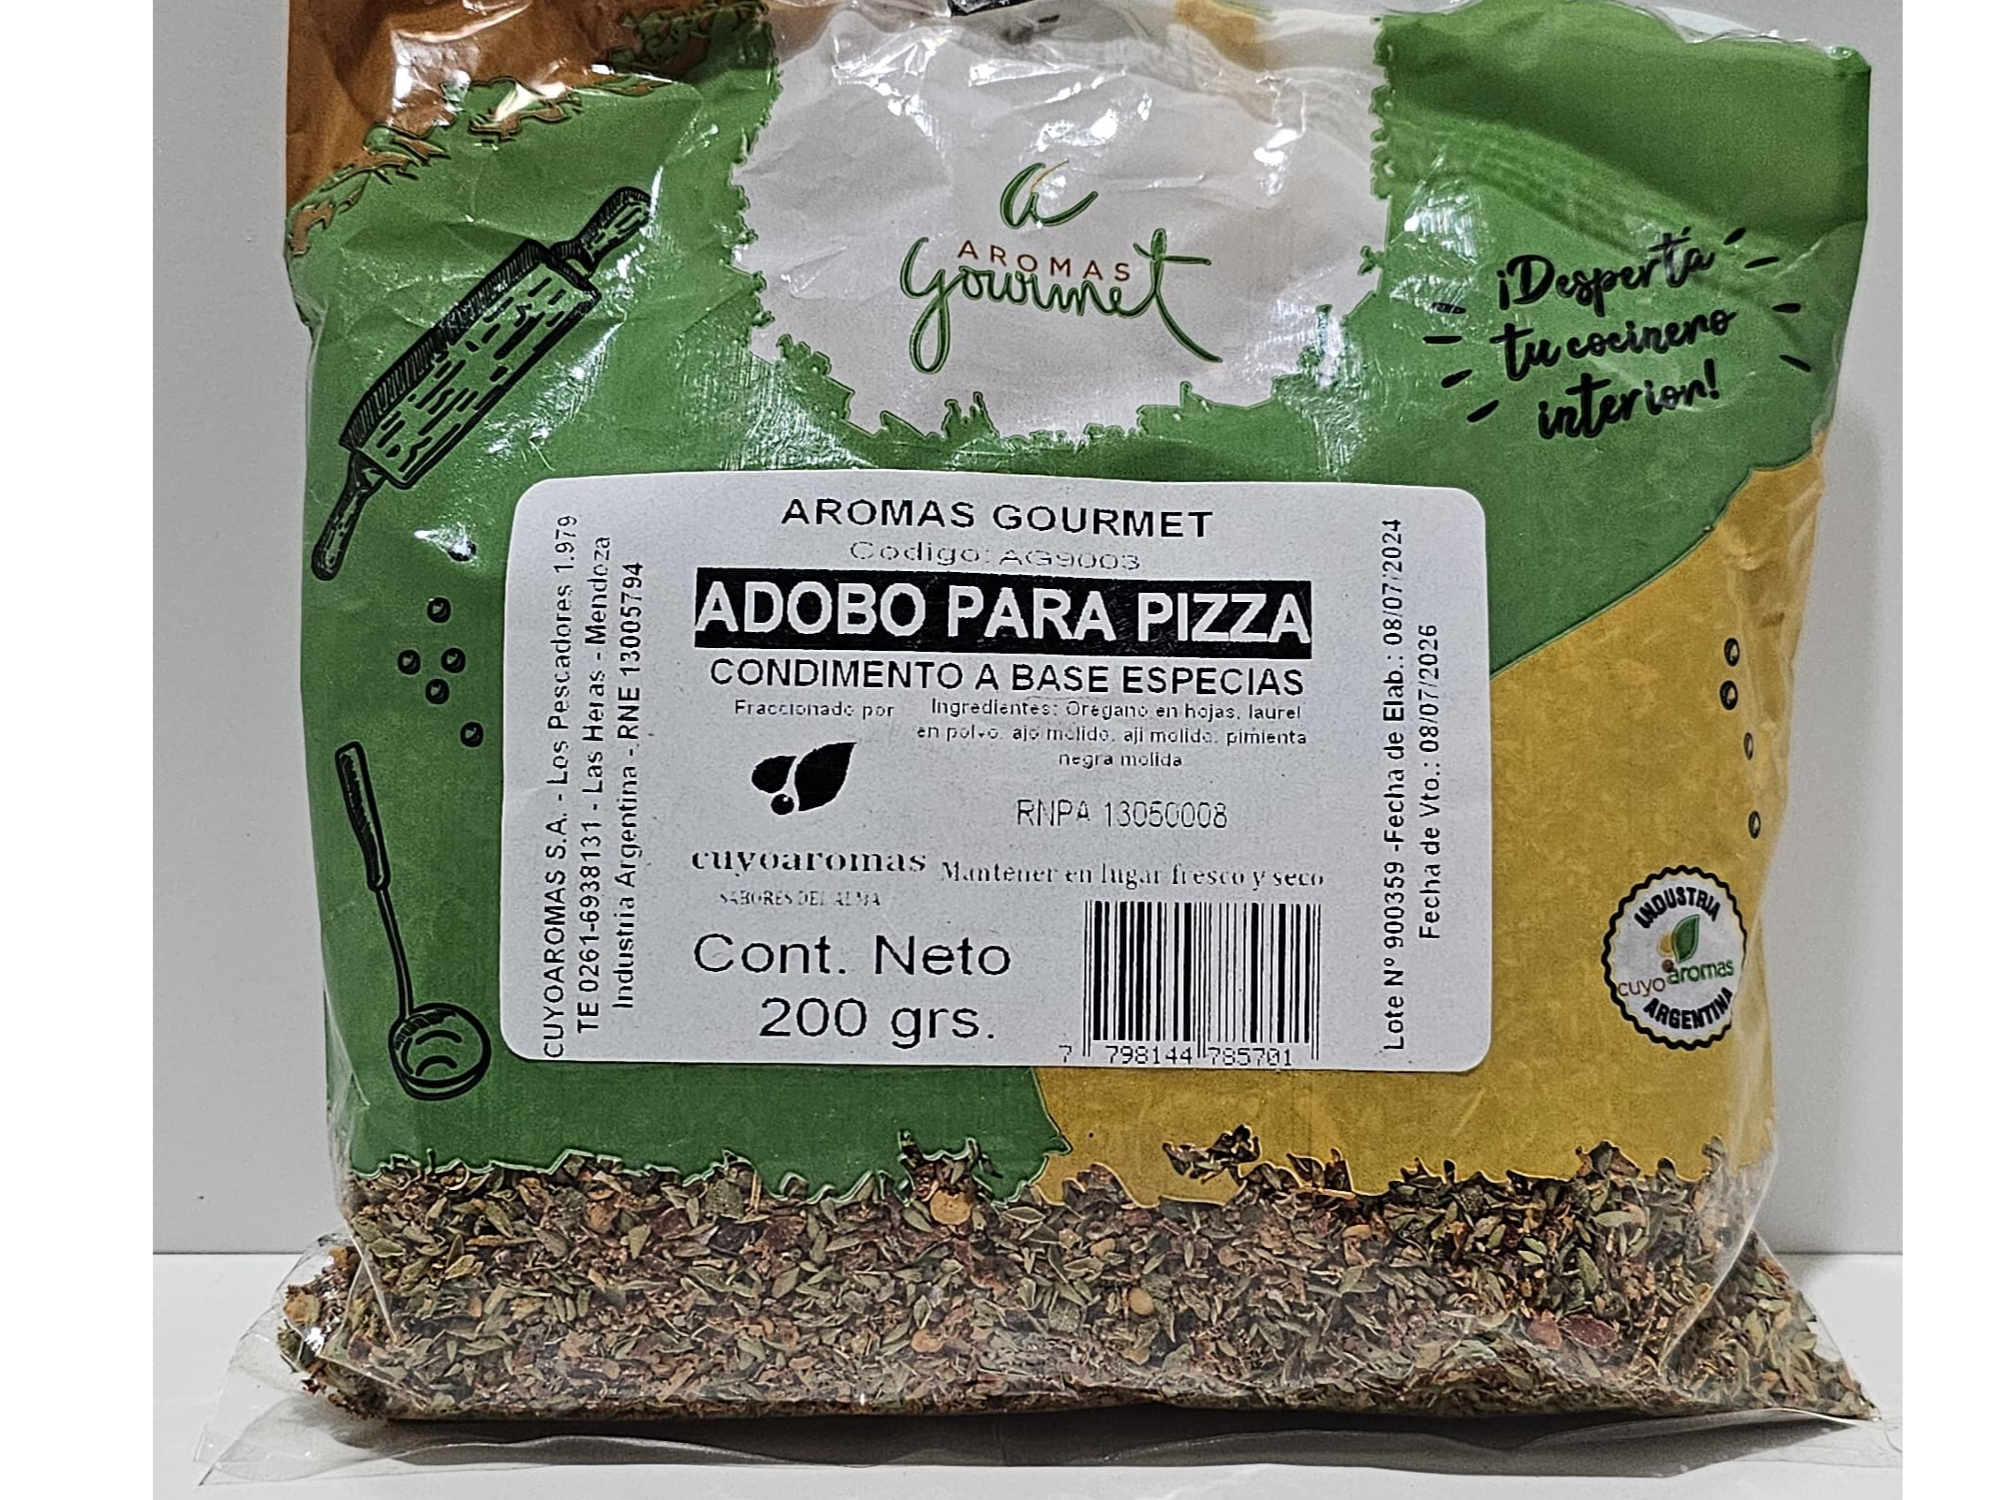 AROMAS
Gourmet
¡Despertá
tu cocinero
interior!
AROMAS GOURMET
Codigo: AG9003
ADOBO PARA PIZZA
CONDIMENTO A BASE ESPECIAS
Fraccionado por
Ingredientes: Oregano en hojas, laurel
en polvo, ajo molido, aji molido, pimienta
negra molida
RNPA 13050008
cuyoaromas
SABORES DEL ALMA
Mantener en lugar fresco y seco
Cont. Neto
200 grs.
7 798144 785701
CUYOAROMAS S.A. - Los Pescadores 1.979
TE 0261-6938131 - Las Heras - Mendoza
Industria Argentina - RNE 13005794
Lote Nº 900359 -Fecha de Elab.: 08/07/2024
Fecha de Vto.: 08/07/2026
INDUSTRIA
cuyoaromas
ARGENTINA